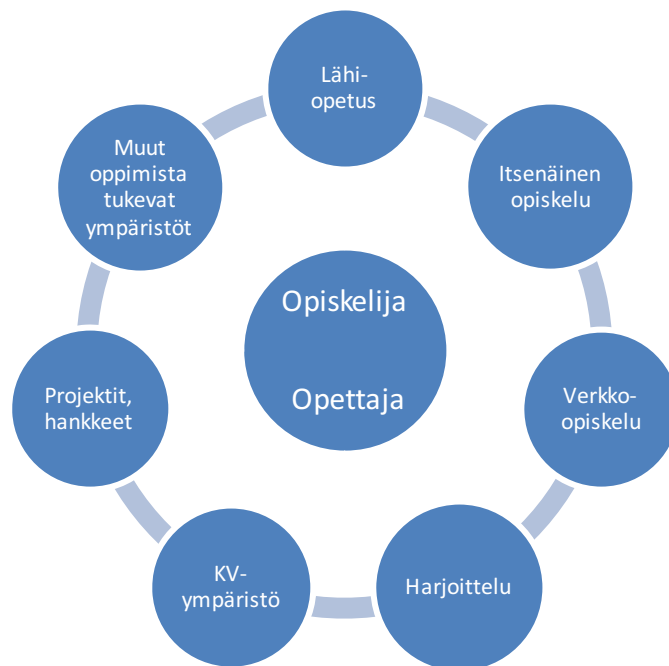 Lähi-
opetus
Itsenäinen
opiskelu
Verkko-
opiskelu
Harjoittelu
KV-
ympäristö
Projektit,
hankkeet
Muut
oppimista
tukevat
ympäristöt
Opiskelija
Opettaja